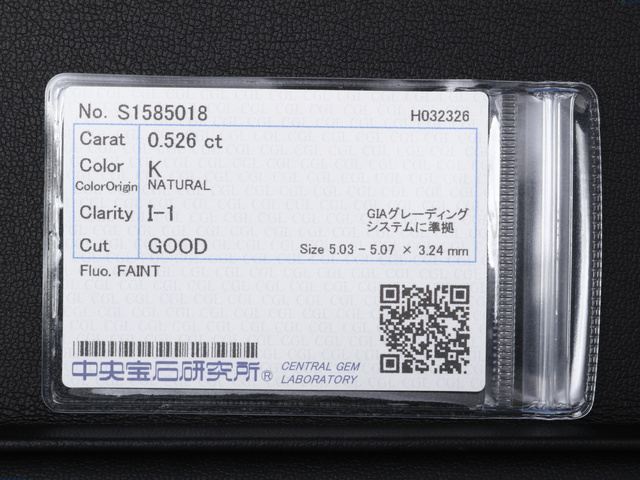 No. S1585018 H032326
Carat 0.526 ct
Color K
ColorOrigin NATURAL
Clarity I-1
GIAグレーディング
システムに準拠
Cut GOOD Size 5.03 - 5.07 × 3.24 mm
Fluo. FAINT
中央宝石研究所® CENTRAL GEM
LABORATORY